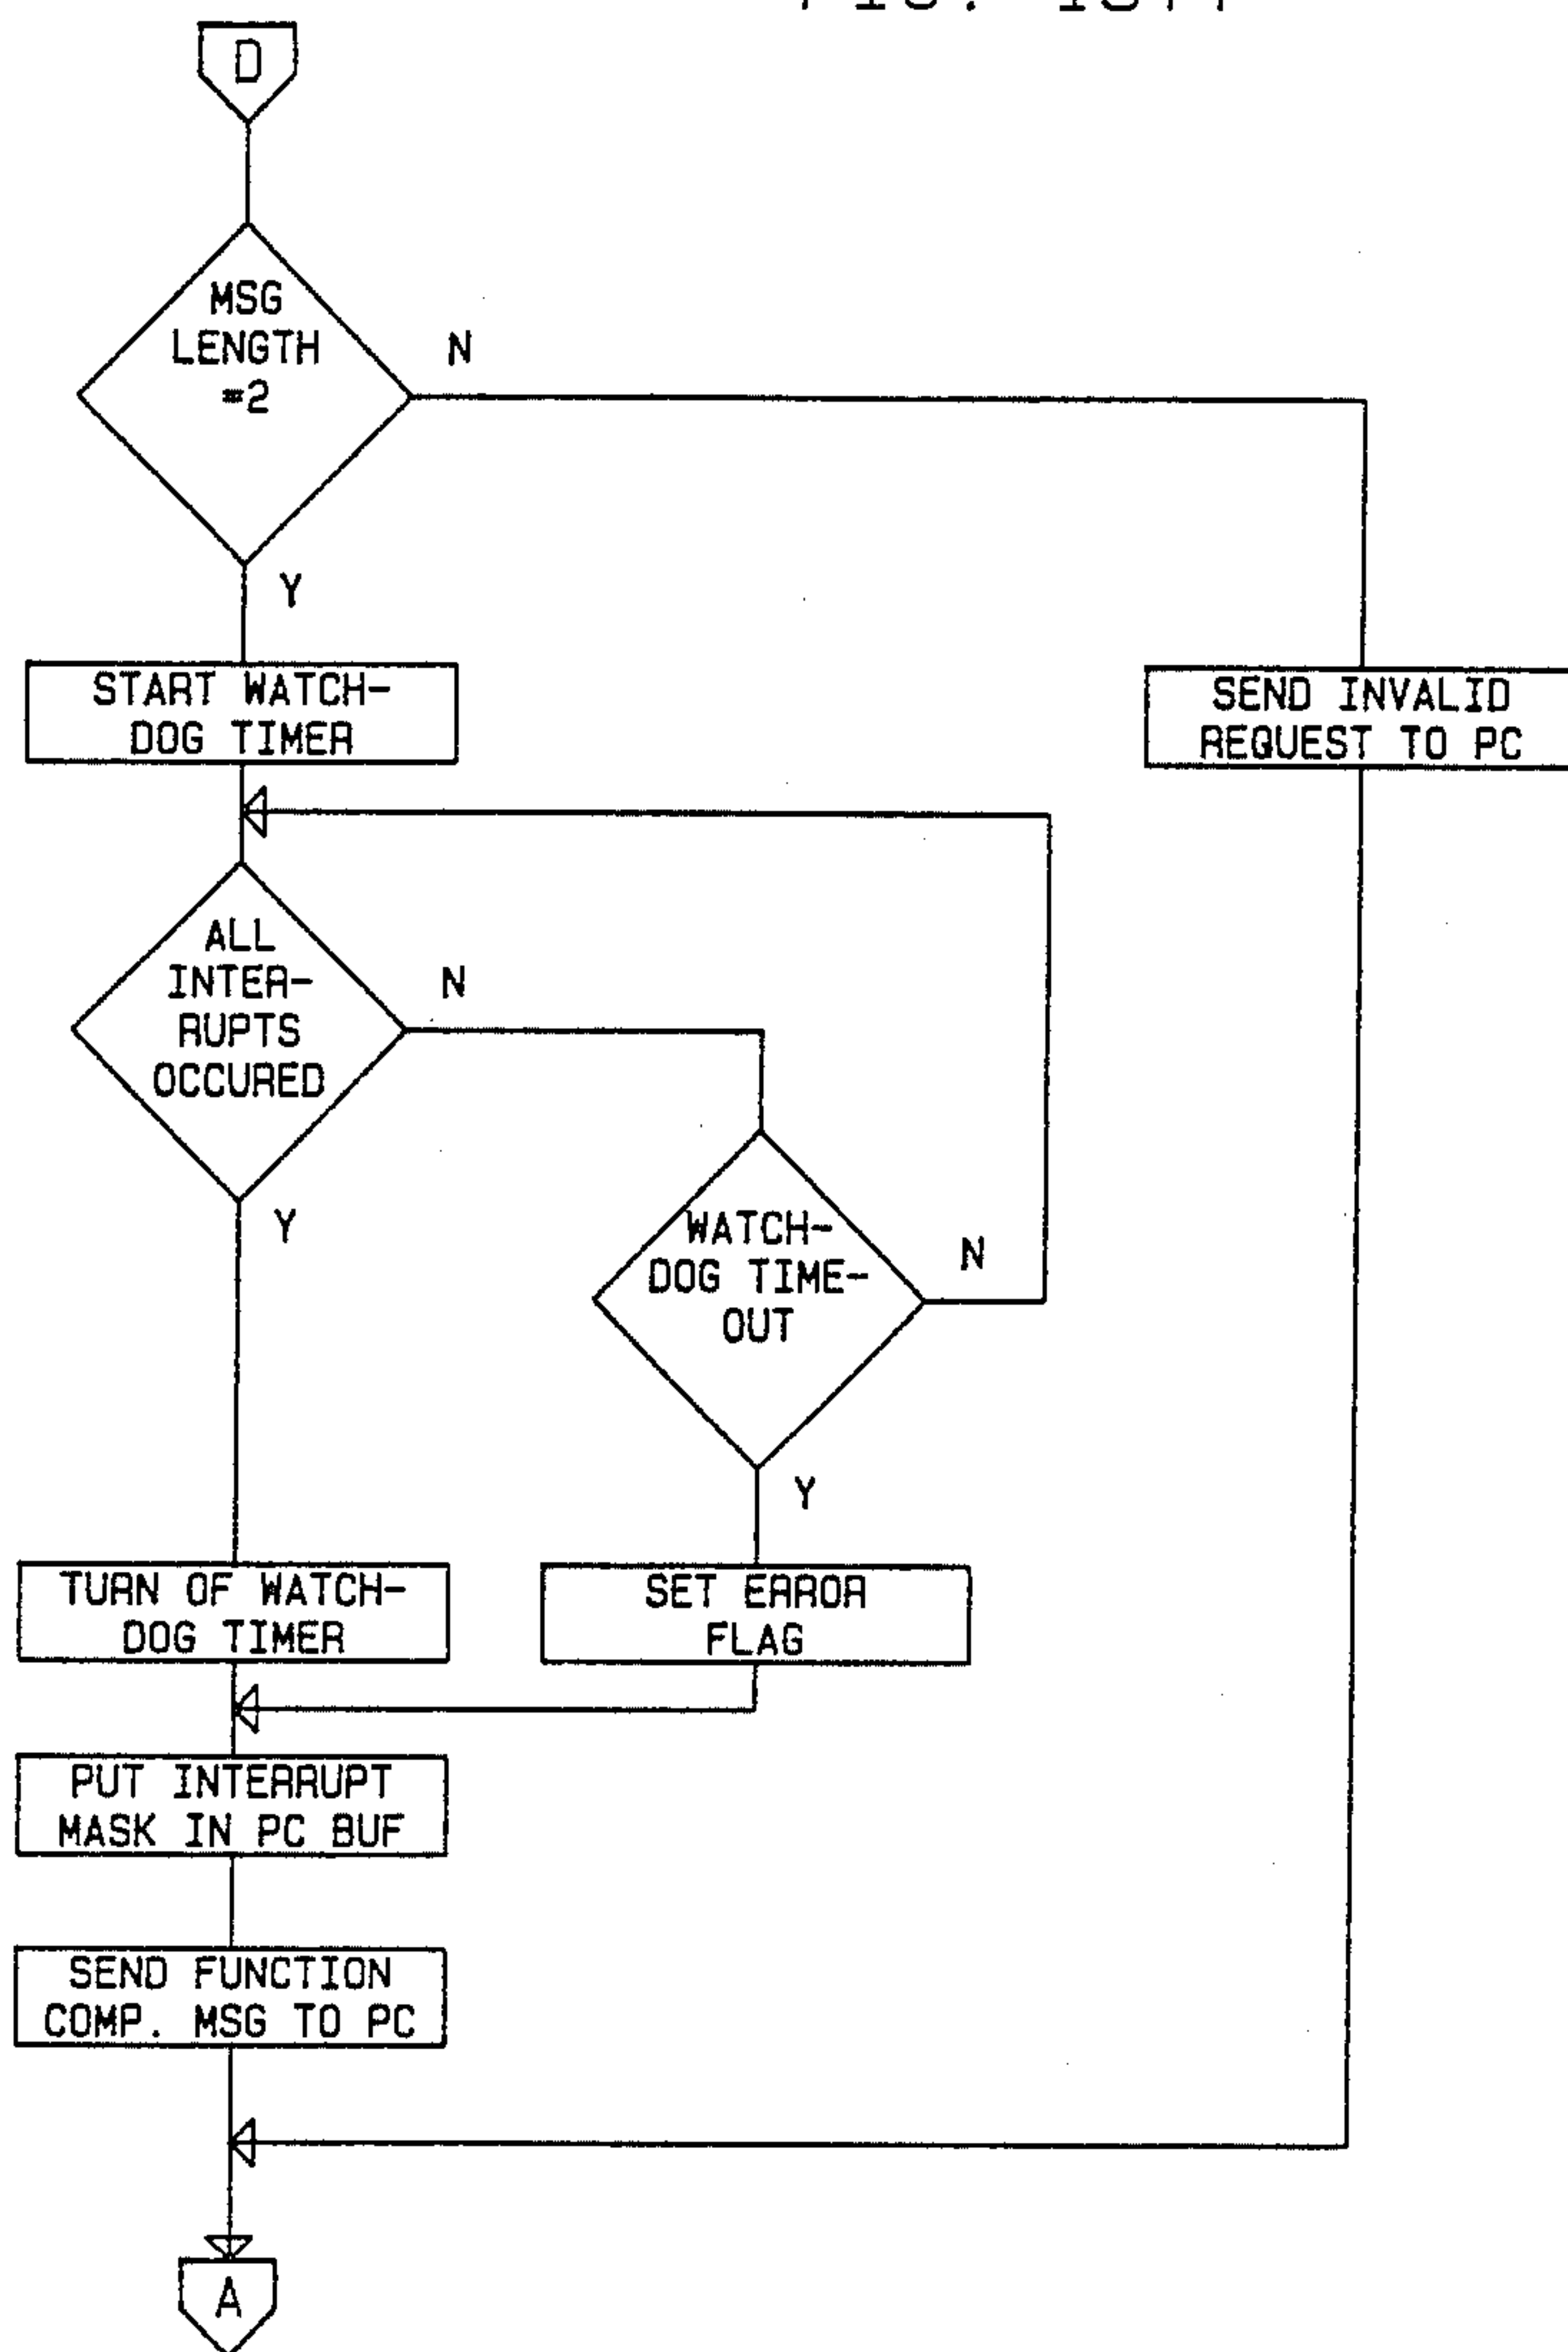 D
MSG
LENGTH
=2
N
Y
START WATCH-
DOG TIMER
SEND INVALID
REQUEST TO PC
ALL
INTER-
RUPTS
OCCURED
N
Y
WATCH-
DOG TIME-
OUT
N
Y
TURN OF WATCH-
DOG TIMER
SET ERROR
FLAG
PUT INTERRUPT
MASK IN PC BUF
SEND FUNCTION
COMP. MSG TO PC
A